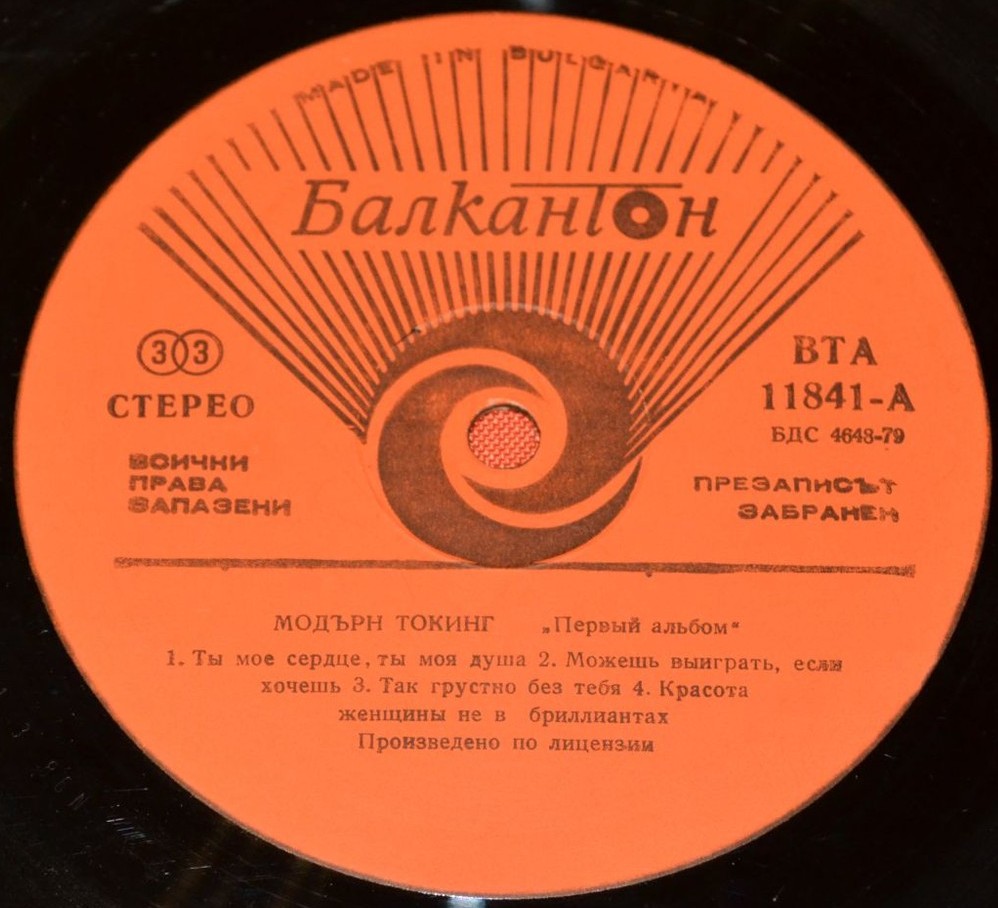 MADE IN BULGARIA
Балкантон
33
СТЕРЕО
ВСИЧКИ
ПРАВА
ЗАПАЗЕНИ
ВТА
11841-А
БДС 4648-79
ПРЕЗАПИСЪТ
ЗАБРАНЕН
МОДЪРН ТОКИНГ „Первый альбом“
1. Ты мое сердце, ты моя душа 2. Можешь выиграть, если
хочешь 3. Так грустно без тебя 4. Красота
женщины не в бриллиантах
Произведено по лицензии